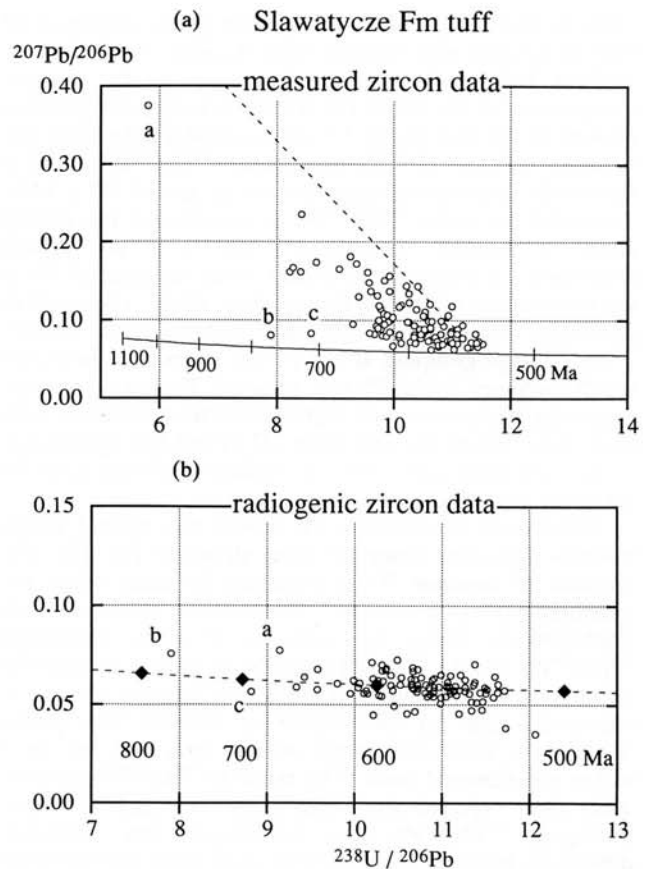 (a) Slawatycze Fm tuff
²⁰⁷Pb/²⁰⁶Pb
measured zircon data
0.40
0.30
0.20
0.10
0.00
a
b
c
1100
900
700
500 Ma
6
8
10
12
14
(b)
radiogenic zircon data
0.15
0.10
0.05
0.00
b
a
c
800
700
600
500 Ma
7
8
9
10
11
12
13
²³⁸U / ²⁰⁶Pb